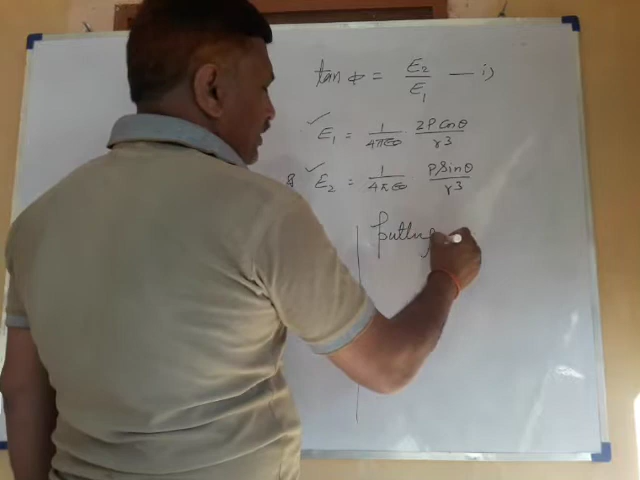 tan φ = E₂/E₁ — i)
✓ E₁ = 1/4πε₀ 2P Cosθ/r³
& ✓ E₂ = 1/4πε₀ P Sinθ/r³
putting